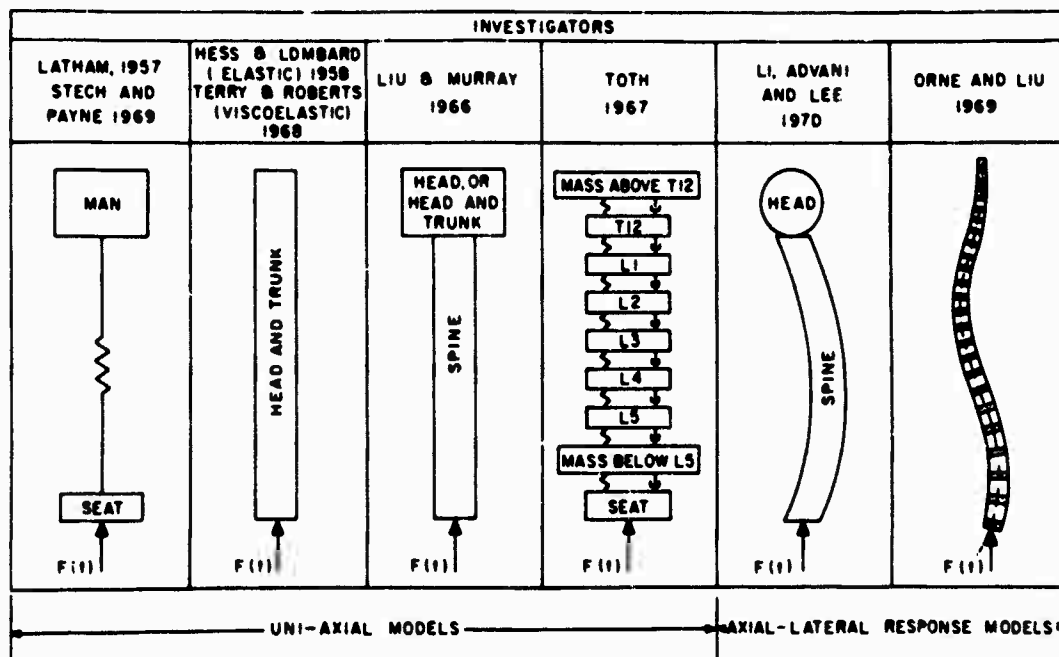 INVESTIGATORS
LATHAM, 1957
STECH AND
PAYNE 1969
HESS & LOMBARD
(ELASTIC) 1958
TERRY & ROBERTS
(VISCOELASTIC)
1968
LIU & MURRAY
1966
TOTH
1967
LI, ADVANI
AND LEE
1970
ORNE AND LIU
1969
MAN
SEAT
F(t)
HEAD AND TRUNK
F(t)
HEAD, OR
HEAD AND
TRUNK
SPINE
F(t)
MASS ABOVE T12
T12
L1
L2
L3
L4
L5
MASS BELOW L5
SEAT
F(t)
HEAD
SPINE
F(t)
F(t)
UNI-AXIAL MODELS
AXIAL-LATERAL RESPONSE MODELS